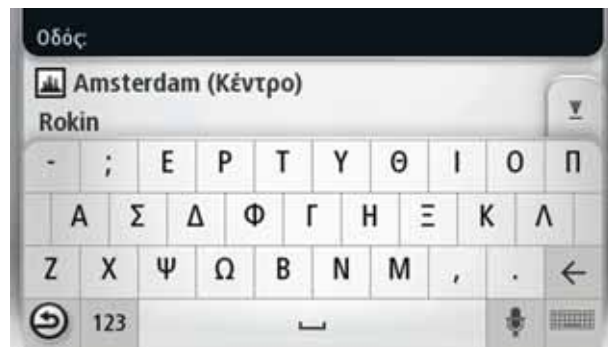 Οδός:
Amsterdam (Κέντρο)
Rokin
- ; Ε Ρ Τ Υ Θ Ι Ο Π
Α Σ Δ Φ Γ Η Ξ Κ Λ
Ζ Χ Ψ Ω Β Ν Μ , .
123